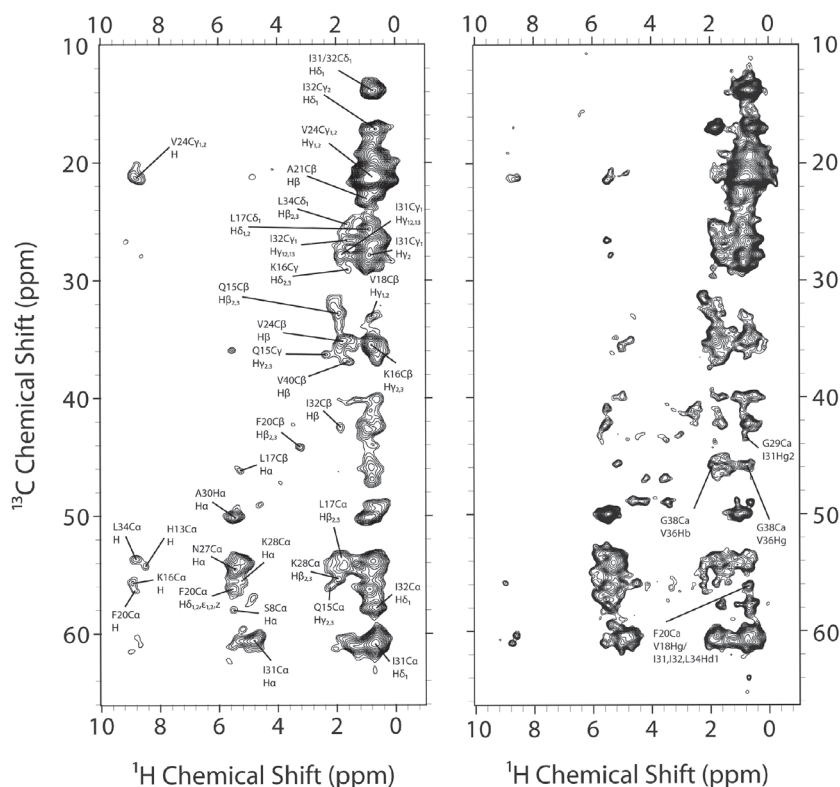 10 8 6 4 2 0
10 8 6 4 2 0
10
20
30
40
50
60
10
20
30
40
50
60
13C Chemical Shift (ppm)
13C Chemical Shift (ppm)
I31/32Cδ1
Hδ1
I32Cγ2
Hδ1
V24Cγ1,2
H
V24Cγ1,2
Hγ1,2
A21Cβ
Hβ
L34Cδ1
Hβ2,3
L17Cδ1
Hδ1,2
I31Cγ1
Hγ12,13
I32Cγ1
Hγ12,13
I31Cγ1
Hγ2
K16Cγ
Hδ2,3
V18Cβ
Hγ1,2
Q15Cβ
Hβ2,3
V24Cβ
Hβ
Q15Cγ
Hγ2,3
V40Cβ
Hβ
K16Cβ
Hγ2,3
I32Cβ
Hβ
F20Cβ
Hβ2,3
L17Cβ
Hα
A30Hα
Hα
L17Cα
Hβ2,3
L34Cα
H
H13Cα
H
N27Cα
Hα
K28Cα
Hα
K28Cα
Hβ2,3
K16Cα
H
F20Cα
Hδ1,2,ε1,2,z
F20Cα
H
S8Cα
Hα
Q15Cα
Hγ2,3
I32Cα
Hδ1
I31Cα
Hα
I31Cα
Hδ1
G29Ca
I31Hg2
G38Ca
V36Hb
G38Ca
V36Hg
F20Ca
V18Hg/
I31,I32,L34Hd1
10 8 6 4 2 0
10 8 6 4 2 0
1H Chemical Shift (ppm)
1H Chemical Shift (ppm)